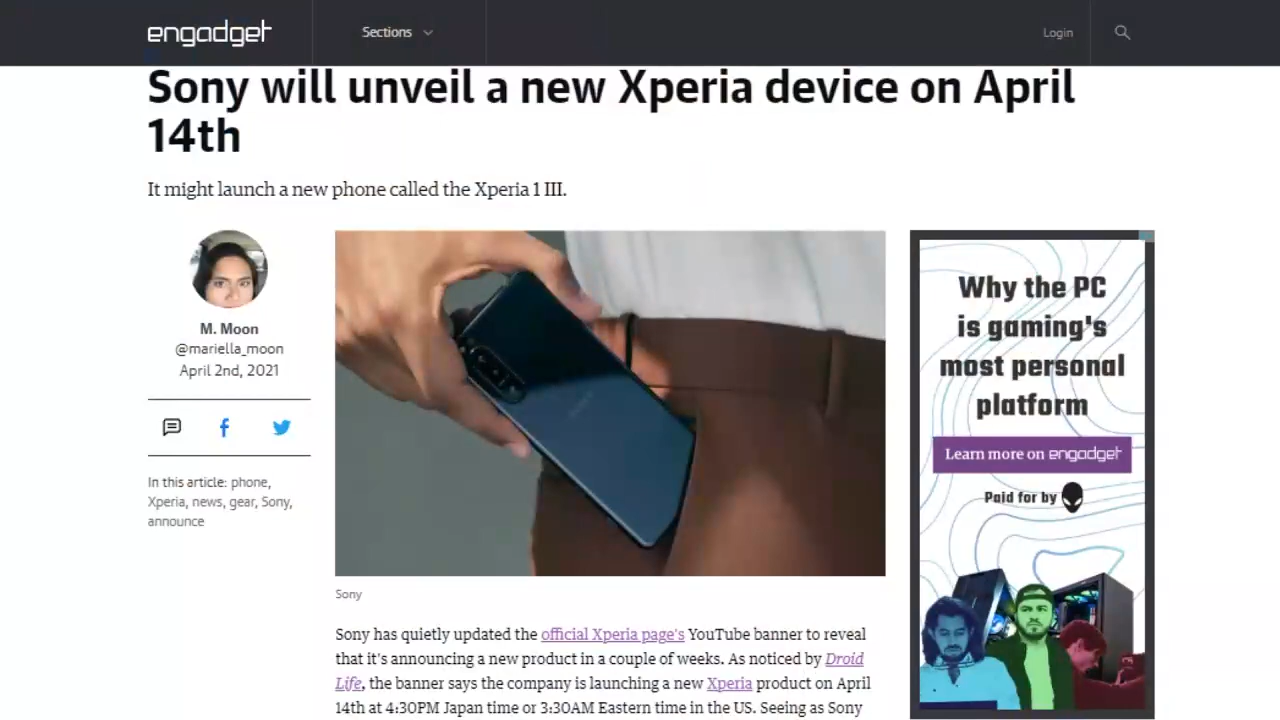 engadget
Sections
Login
Sony will unveil a new Xperia device on April
14th
It might launch a new phone called the Xperia 1 III.
M. Moon
@mariella_moon
April 2nd, 2021
In this article: phone,
Xperia, news, gear, Sony,
announce
SONY
Sony
Sony has quietly updated the official Xperia page's YouTube banner to reveal
that it's announcing a new product in a couple of weeks. As noticed by Droid
Life, the banner says the company is launching a new Xperia product on April
14th at 4:30PM Japan time or 3:30AM Eastern time in the US. Seeing as Sony
Why the PC
is gaming's
most personal
platform
Learn more on engadget
Paid for by